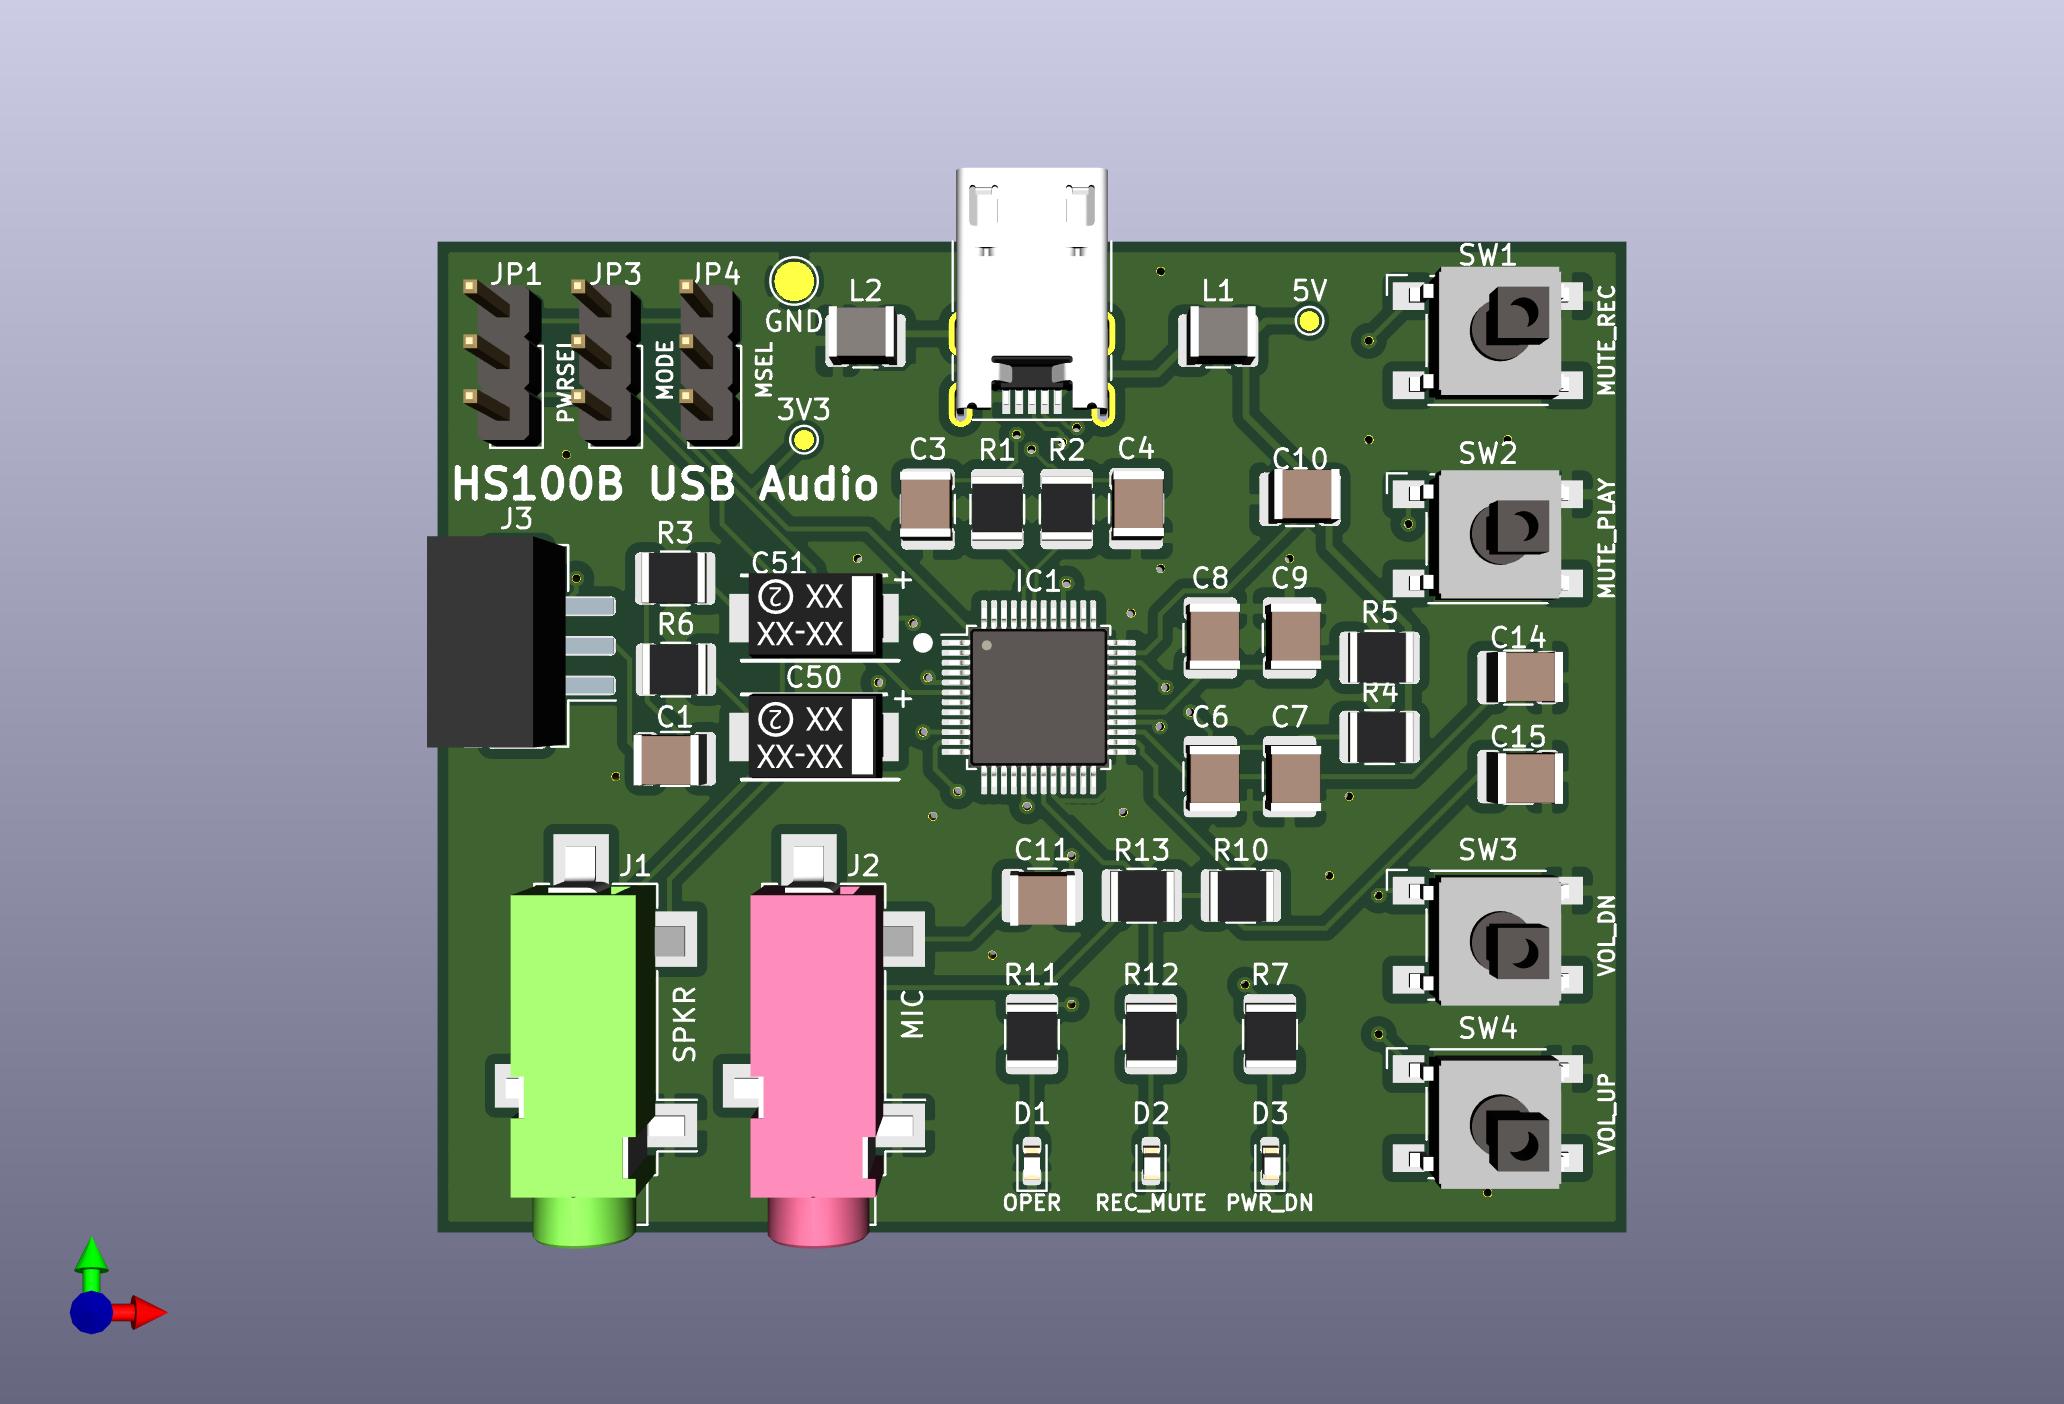 SW1
JP1 JP3 JP4
L2 L1 5V
GND
MUTE_REC
PWRSEL MODE MSEL
3V3
C3 R1 R2 C4
SW2
C10
HS100B USB Audio
J3
MUTE_PLAY
R3
C51 +
2 XX
XX-XX
IC1 C8 C9
R5
R6
C14
C50 +
2 XX
XX-XX
R4
C1 C6 C7
C15
J1 J2
C11 R13 R10 SW3
VOL_DN
SPKR MIC
R11 R12 R7
SW4
D1 D2 D3
VOL_UP
OPER REC_MUTE PWR_DN